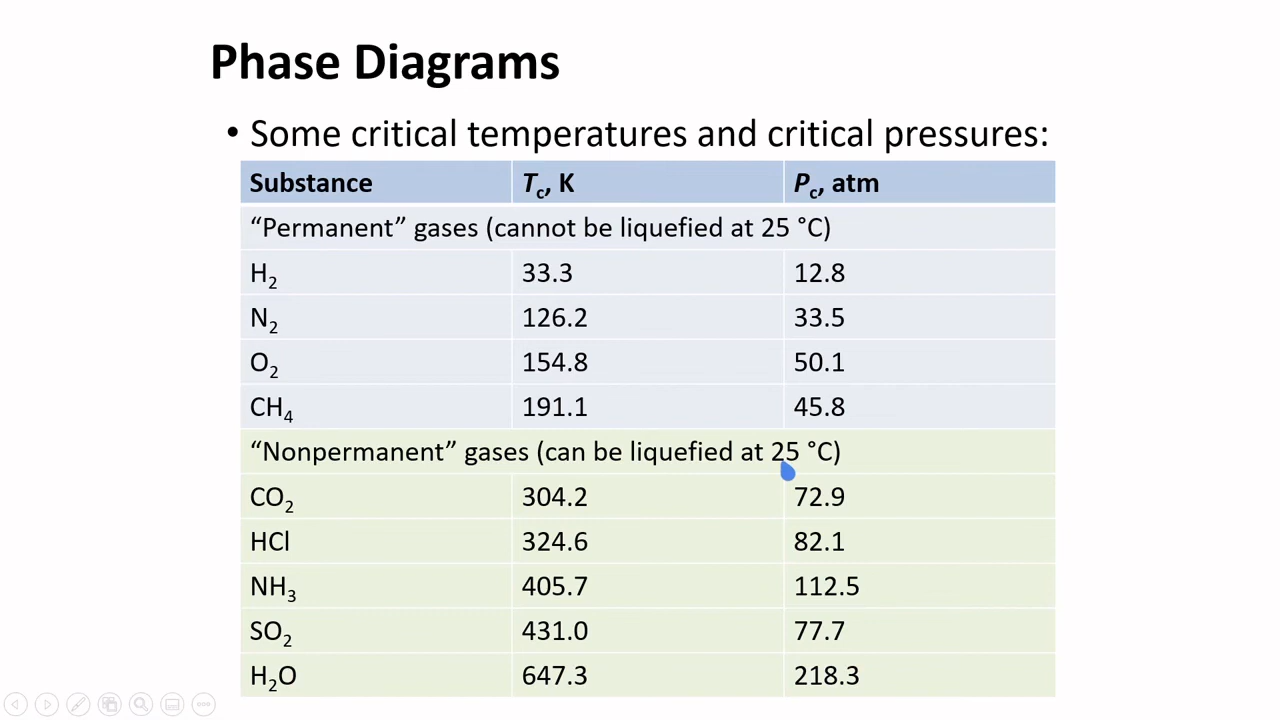 Phase Diagrams
• Some critical temperatures and critical pressures:
Substance T_c, K P_c, atm
“Permanent” gases (cannot be liquefied at 25 °C)
H₂ 33.3 12.8
N₂ 126.2 33.5
O₂ 154.8 50.1
CH₄ 191.1 45.8
“Nonpermanent” gases (can be liquefied at 25 °C)
CO₂ 304.2 72.9
HCl 324.6 82.1
NH₃ 405.7 112.5
SO₂ 431.0 77.7
H₂O 647.3 218.3